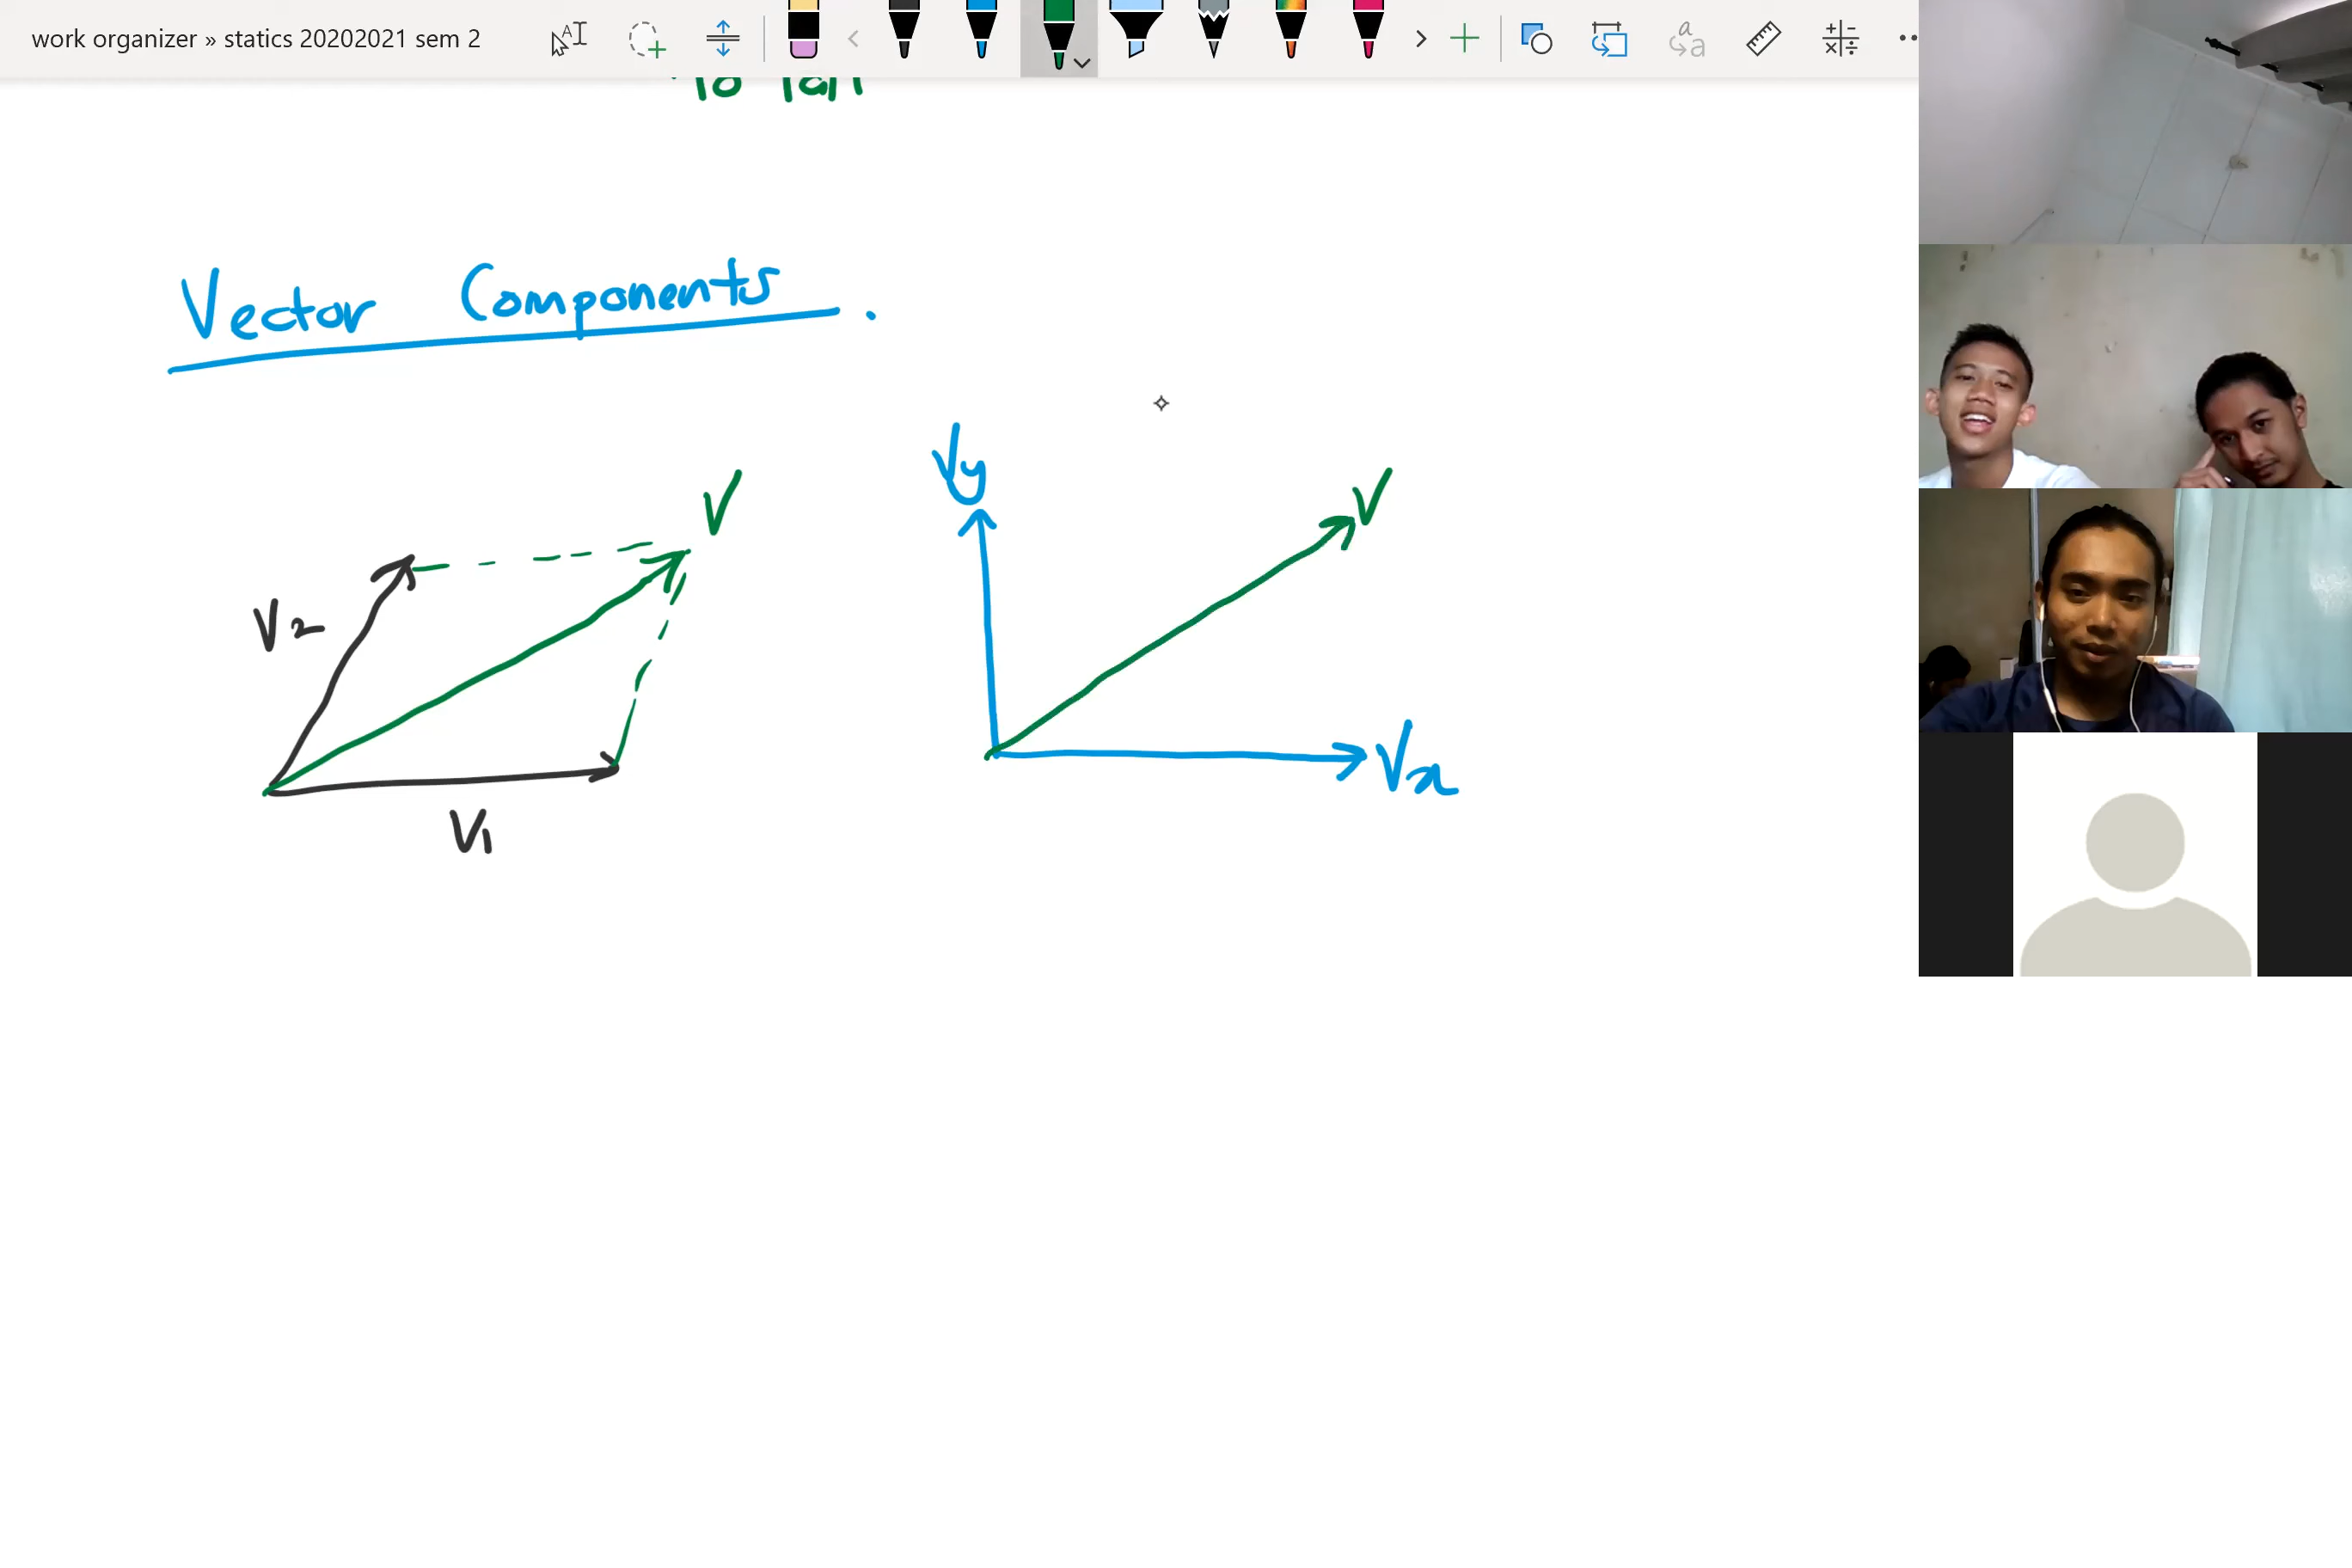 work organizer » statics 20202021 sem 2
Vector Components.
V
V2
V1
Vy
V
Vx